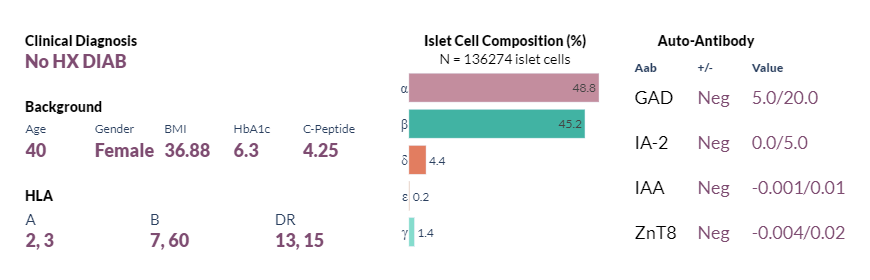 Clinical Diagnosis
No HX DIAB
Background
Age Gender BMI HbA1c C-Peptide
40 Female 36.88 6.3 4.25
HLA
A B DR
2, 3 7, 60 13, 15
Islet Cell Composition (%)
N = 136274 islet cells
α 48.8
β 45.2
δ 4.4
ε 0.2
γ 1.4
Auto-Antibody
Aab +/- Value
GAD Neg 5.0/20.0
IA-2 Neg 0.0/5.0
IAA Neg -0.001/0.01
ZnT8 Neg -0.004/0.02